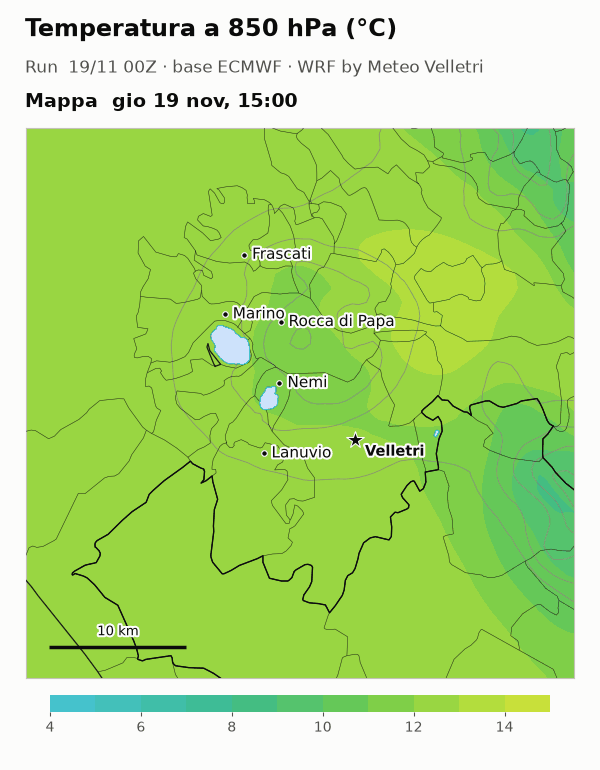 Temperatura a 850 hPa (°C)
Run  19/11 00Z · base ECMWF · WRF by Meteo Velletri
Mappa  gio 19 nov, 15:00
Frascati
Marino
Rocca di Papa
Nemi
Velletri
Lanuvio
10 km
4 6 8 10 12 14